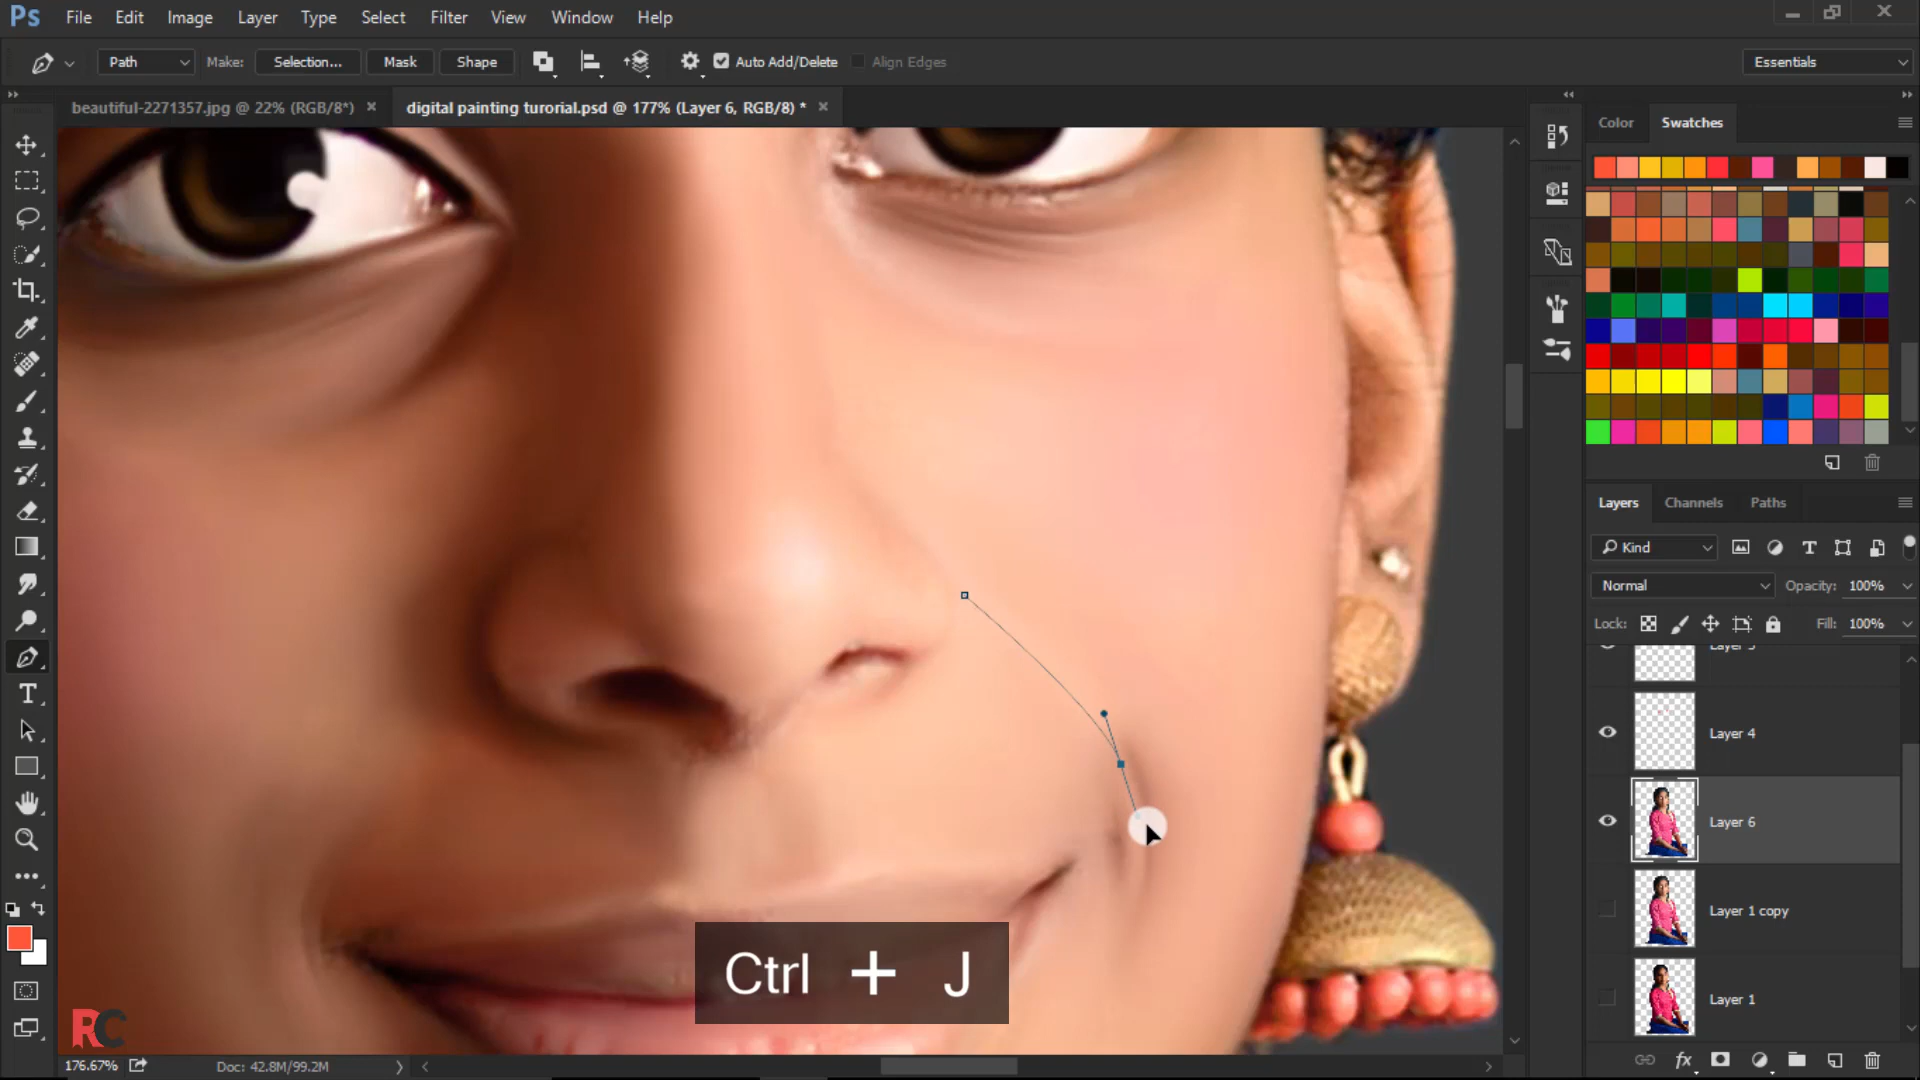 Ps File Edit Image Layer Type Select Filter View Window Help
Path Make: Selection... Mask Shape Auto Add/Delete Align Edges Essentials
beautiful-2271357.jpg @ 22% (RGB/8*) × digital painting turorial.psd @ 177% (Layer 6, RGB/8) * ×
Color Swatches
Layers Channels Paths
Kind
Normal Opacity: 100%
Lock: Fill: 100%
Layer 4
Layer 6
Layer 1 copy
Layer 1
Ctrl + J
RC
176.67% Doc: 42.8M/99.2M